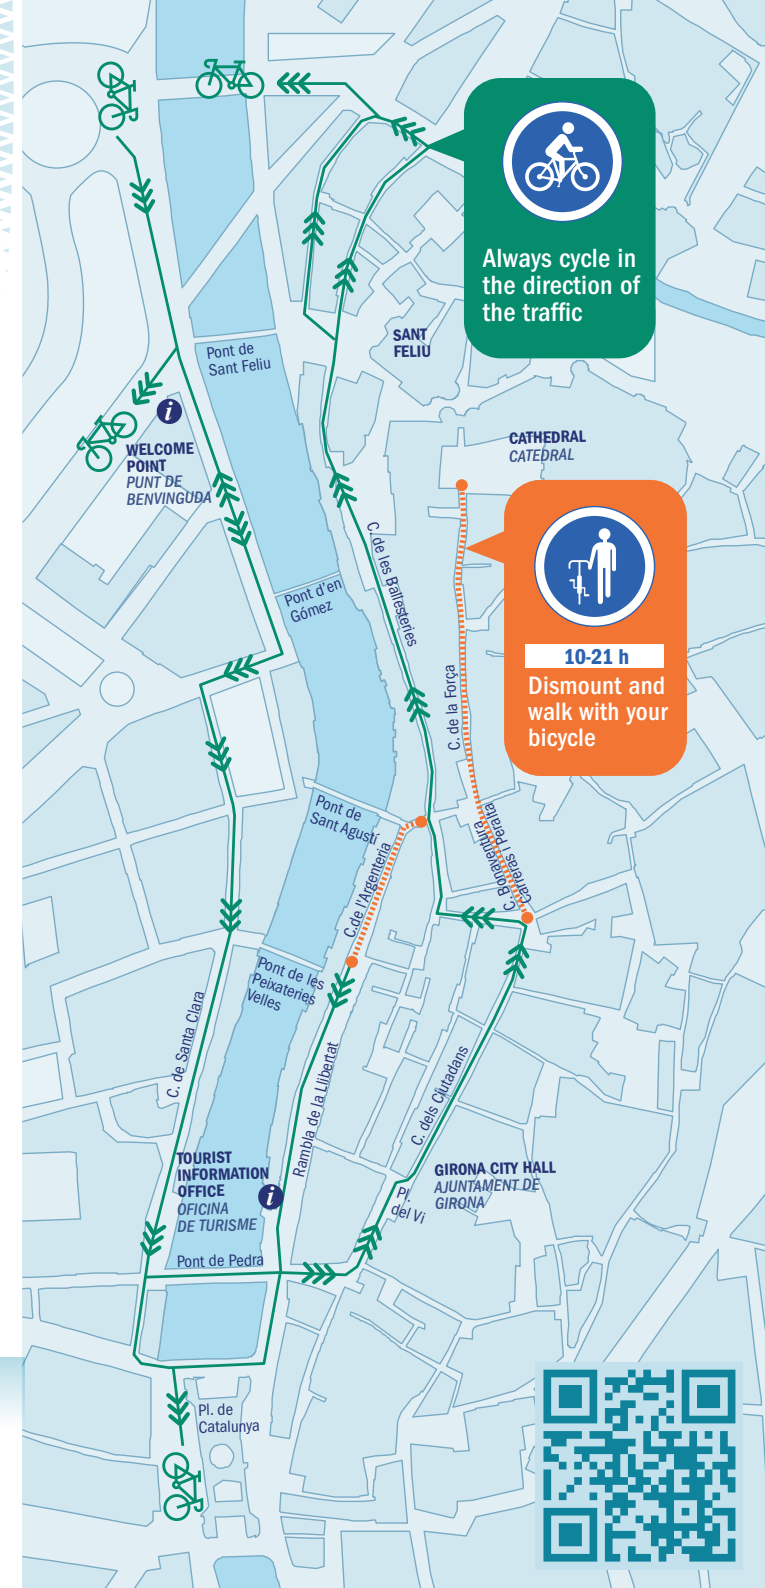 Always cycle in
the direction of
the traffic
Pont de
Sant Feliu
SANT
FELIU
i
WELCOME
POINT
PUNT DE
BENVINGUDA
CATHEDRAL
CATEDRAL
10-21 h
Dismount and
walk with your
bicycle
C. de les Ballesteries
Pont d'en
Gómez
C. de la Força
Pont de
Sant Agustí
C. Bonaventura
Carreras i Peralta
C.de l'Argenteria
Pont de les
Peixateries
Velles
C. de Santa Clara
Rambla de la Llibertat
C. dels Ciutadans
TOURIST
INFORMATION
OFFICE
OFICINA
DE TURISME
i
GIRONA CITY HALL
AJUNTAMENT DE
GIRONA
Pl.
del Vi
Pont de Pedra
Pl. de
Catalunya